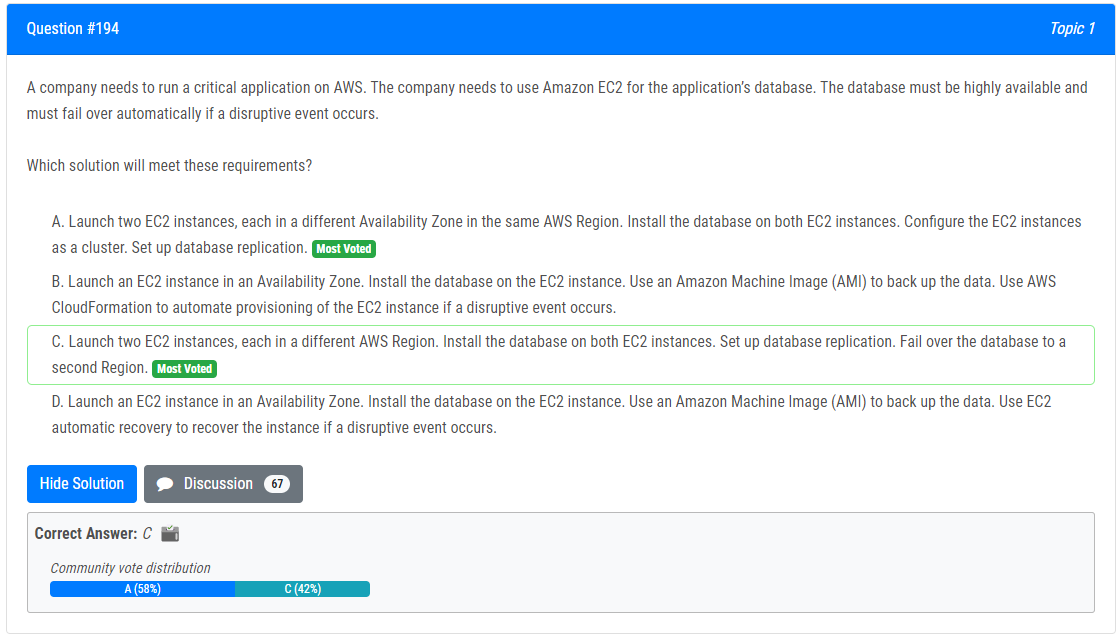 Question #194
Topic 1
A company needs to run a critical application on AWS. The company needs to use Amazon EC2 for the application's database. The database must be highly available and
must fail over automatically if a disruptive event occurs.
Which solution will meet these requirements?
A. Launch two EC2 instances, each in a different Availability Zone in the same AWS Region. Install the database on both EC2 instances. Configure the EC2 instances
as a cluster. Set up database replication. Most Voted
B. Launch an EC2 instance in an Availability Zone. Install the database on the EC2 instance. Use an Amazon Machine Image (AMI) to back up the data. Use AWS
CloudFormation to automate provisioning of the EC2 instance if a disruptive event occurs.
C. Launch two EC2 instances, each in a different AWS Region. Install the database on both EC2 instances. Set up database replication. Fail over the database to a
second Region. Most Voted
D. Launch an EC2 instance in an Availability Zone. Install the database on the EC2 instance. Use an Amazon Machine Image (AMI) to back up the data. Use EC2
automatic recovery to recover the instance if a disruptive event occurs.
Hide Solution
Discussion 67
Correct Answer: C
Community vote distribution
A (58%)
C (42%)